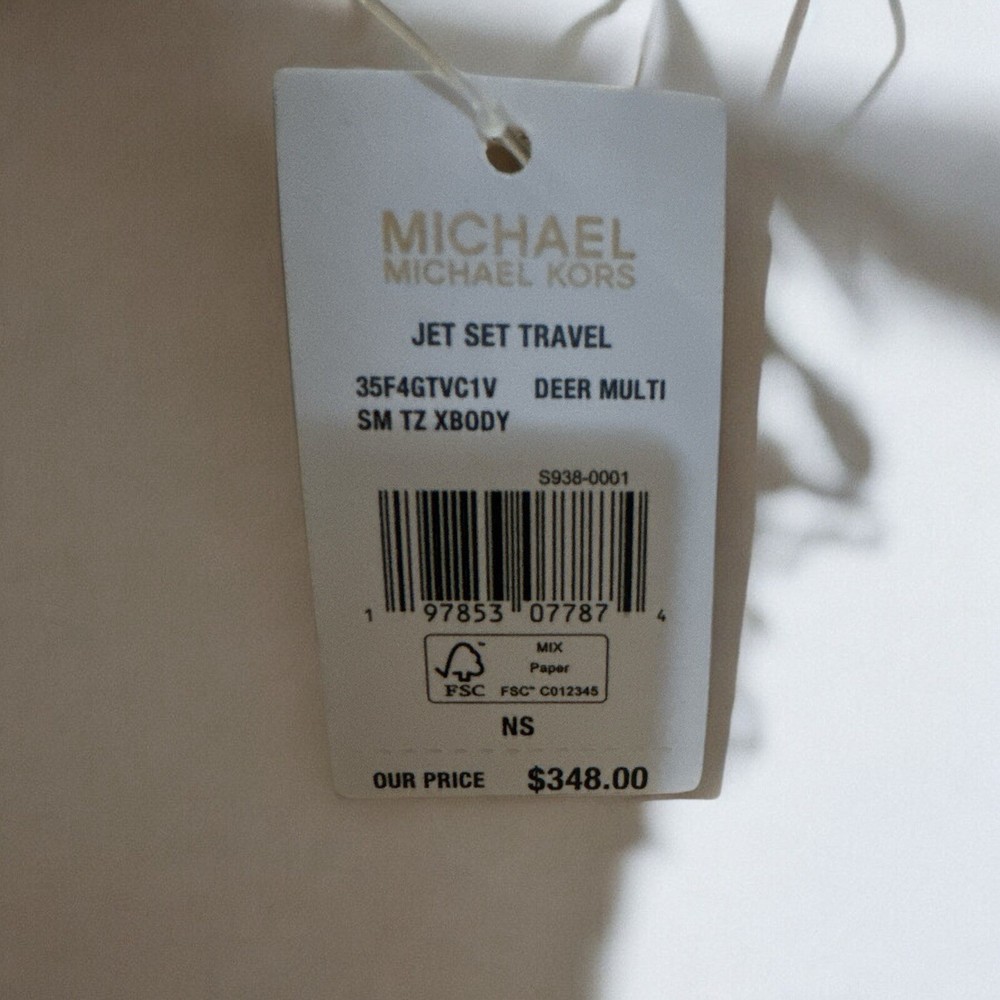 MICHAEL
MICHAEL KORS
JET SET TRAVEL
35F4GTVC1V DEER MULTI
SM TZ XBODY
S938-0001
1 97853 07787 4
MIX
Paper
FSC™ FSC™ C012345
NS
OUR PRICE $348.00